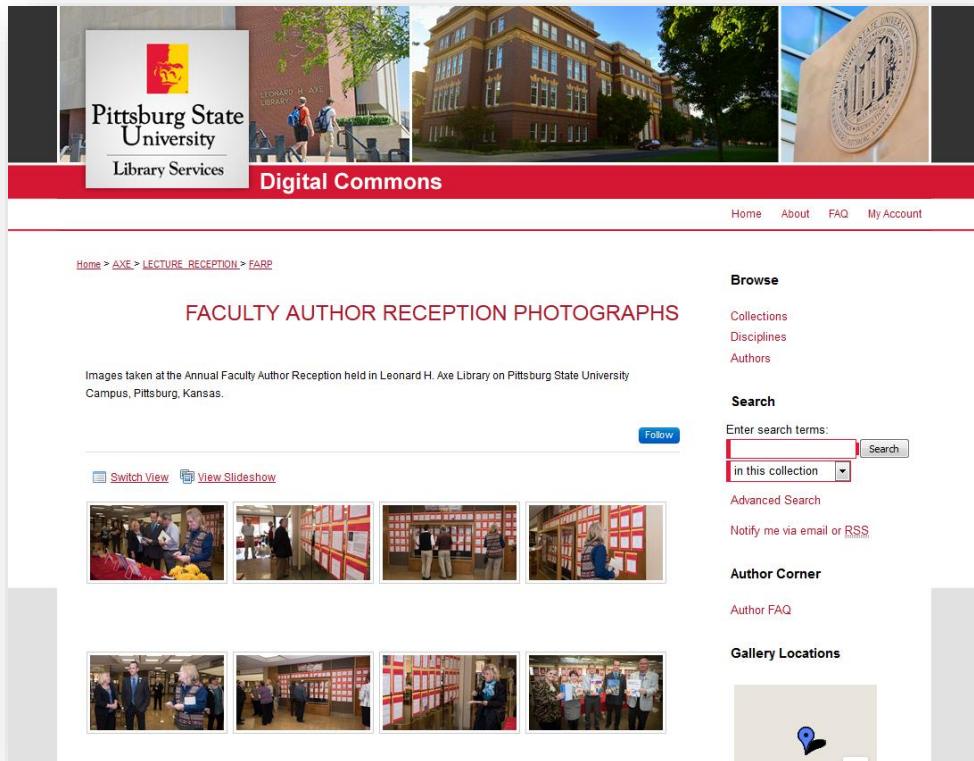 Pittsburg State
University
Library Services
LEONARD H. AXE
LIBRARY
Digital Commons
Home About FAQ My Account
Home > AXE > LECTURE_RECEPTION > FARP
FACULTY AUTHOR RECEPTION PHOTOGRAPHS
Images taken at the Annual Faculty Author Reception held in Leonard H. Axe Library on Pittsburg State University
Campus, Pittsburg, Kansas.
Follow
Switch View View Slideshow
Browse
Collections
Disciplines
Authors
Search
Enter search terms:
Search
in this collection
Advanced Search
Notify me via email or RSS
Author Corner
Author FAQ
Gallery Locations